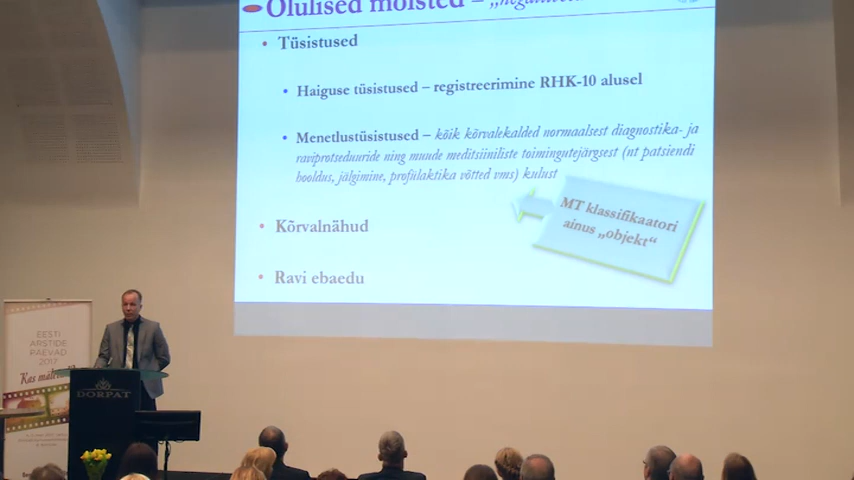 Olulised mõisted –
• Tüsistused
• Haiguse tüsistused – registreerimine RHK-10 alusel
• Menetlustüsistused – kõik kõrvalekalded normaalsest diagnostika- ja
raviprotseduuride ning muude meditsiiniliste toimingutejärgsest (nt patsiendi
hooldus, jälgimine, profülaktika võtted vms) kulust
MT klassifikaatori
ainus „objekt“
• Kõrvalnähud
• Ravi ebaedu
EESTI
ARSTIDE
PÄEVAD
2017
DORPAT